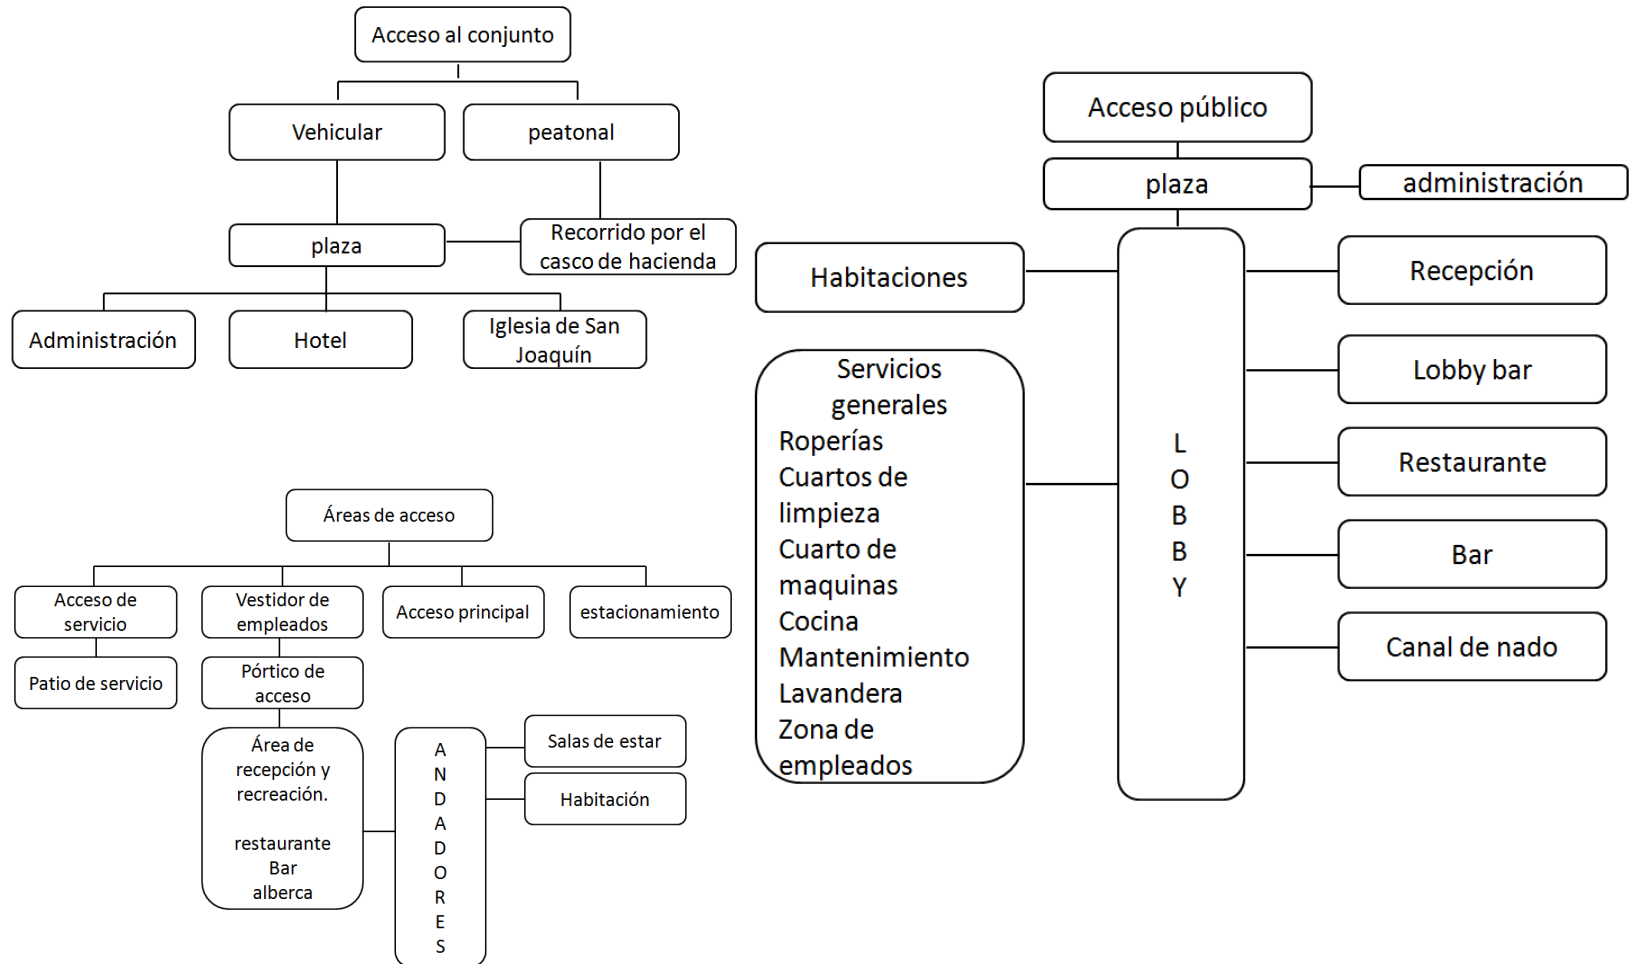 Acceso al conjunto
Vehicular
peatonal
plaza
Recorrido por el
casco de hacienda
Administración
Hotel
Iglesia de San
Joaquín
Áreas de acceso
Acceso de
servicio
Vestidor de
empleados
Acceso principal
estacionamiento
Patio de servicio
Pórtico de
acceso
Área de
recepción y
recreación.
restaurante
Bar
alberca
A
N
D
A
D
O
R
E
S
Salas de estar
Habitación
Acceso público
plaza
administración
Habitaciones
Servicios
generales
Roperías
Cuartos de
limpieza
Cuarto de
maquinas
Cocina
Mantenimiento
Lavandera
Zona de
empleados
L
O
B
B
Y
Recepción
Lobby bar
Restaurante
Bar
Canal de nado